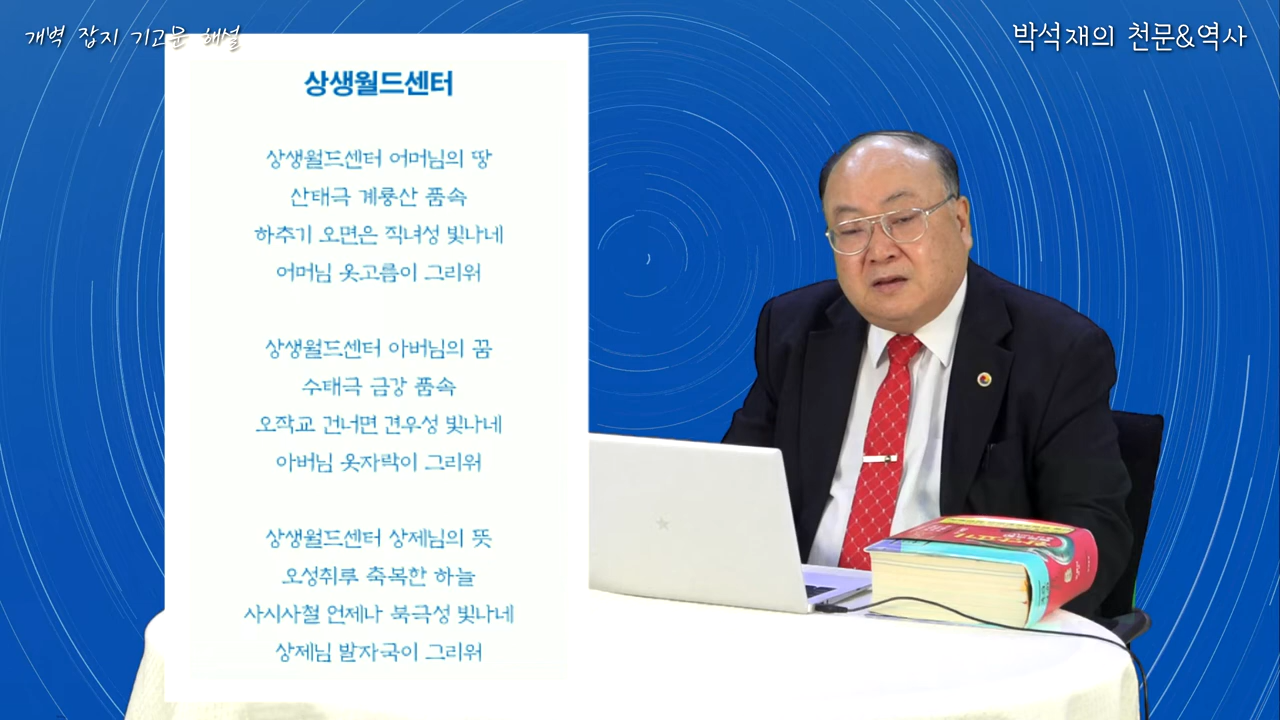 개벽 잡지 기고문 해설
박석재의 천문&역사
상생월드센터
상생월드센터 어머님의 땅
산태극 계룡산 품속
하추기 오면은 직녀성 빛나네
어머님 옷고름이 그리워
상생월드센터 아버님의 꿈
수태극 금강 품속
오작교 건너면 견우성 빛나네
아버님 옷자락이 그리워
상생월드센터 상제님의 뜻
오성취루 축복한 하늘
사시사철 언제나 북극성 빛나네
상제님 발자국이 그리워